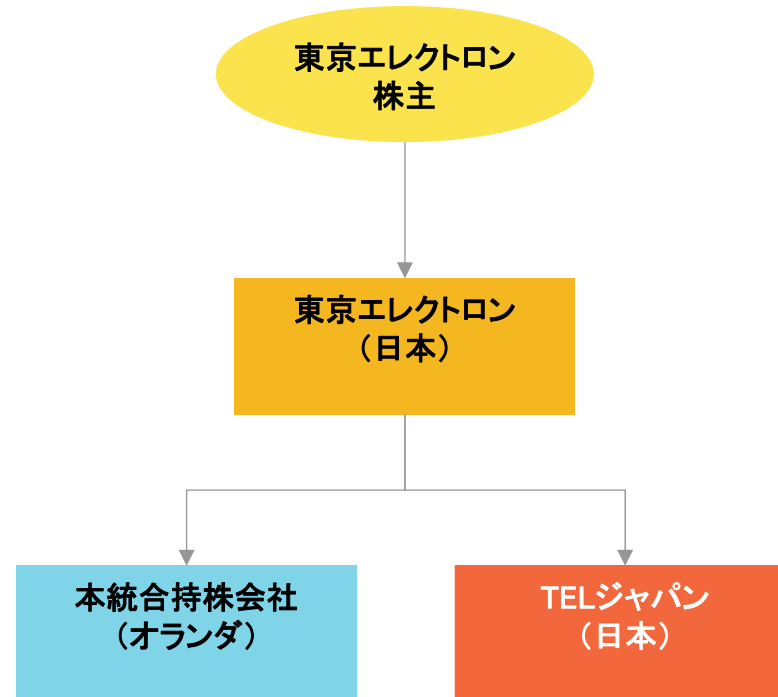 東京エレクトロン
株主
東京エレクトロン
（日本）
本統合持株会社
（オランダ）
TELジャパン
（日本）